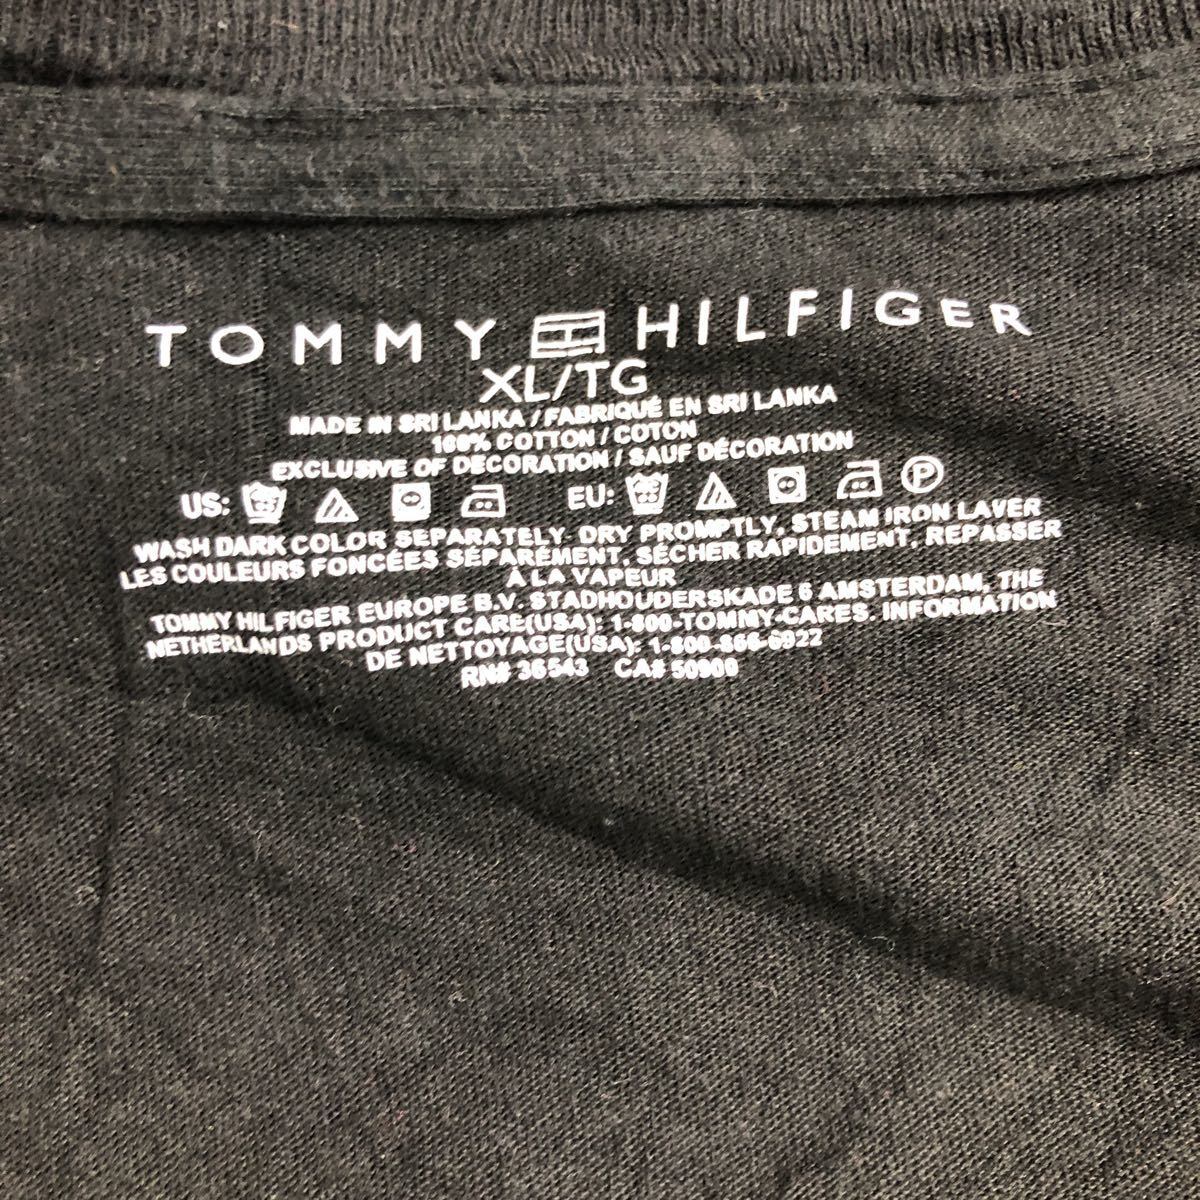 TOMMY HILFIGER
XL/TG
MADE IN SRI LANKA / FABRIQUÉ EN SRI LANKA
100% COTTON / COTON
EXCLUSIVE OF DECORATION / SAUF DÉCORATION
US: EU: P
WASH DARK COLOR SEPARATELY. DRY PROMPTLY, STEAM IRON LAVER
LES COULEURS FONCÉES SÉPARÉMENT, SÉCHER RAPIDEMENT, REPASSER
À LA VAPEUR
TOMMY HILFIGER EUROPE B.V. STADHOUDERSKADE 6 AMSTERDAM, THE
NETHERLANDS PRODUCT CARE(USA): 1-800-TOMMY-CARES. INFORMATION
DE NETTOYAGE(USA): 1-800-866-6922
RN# 36543 CA# 50900